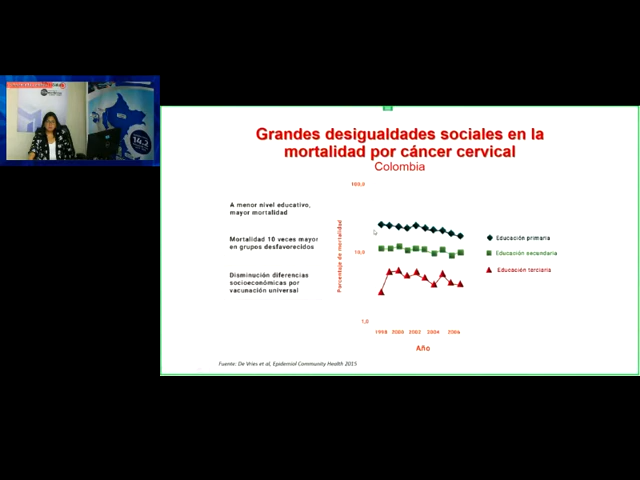 Grandes desigualdades sociales en la
mortalidad por cáncer cervical
Colombia
A menor nivel educativo,
mayor mortalidad
Mortalidad 10 veces mayor
en grupos desfavorecidos
Disminución diferencias
socioeconómicas por
vacunación universal
Porcentaje de mortalidad
100,0
10,0
1,0
1998 2000 2002 2004 2006
Año
Educación primaria
Educación secundaria
Educación terciaria
Fuente: De Vries et al, Epidemiol Community Health 2015